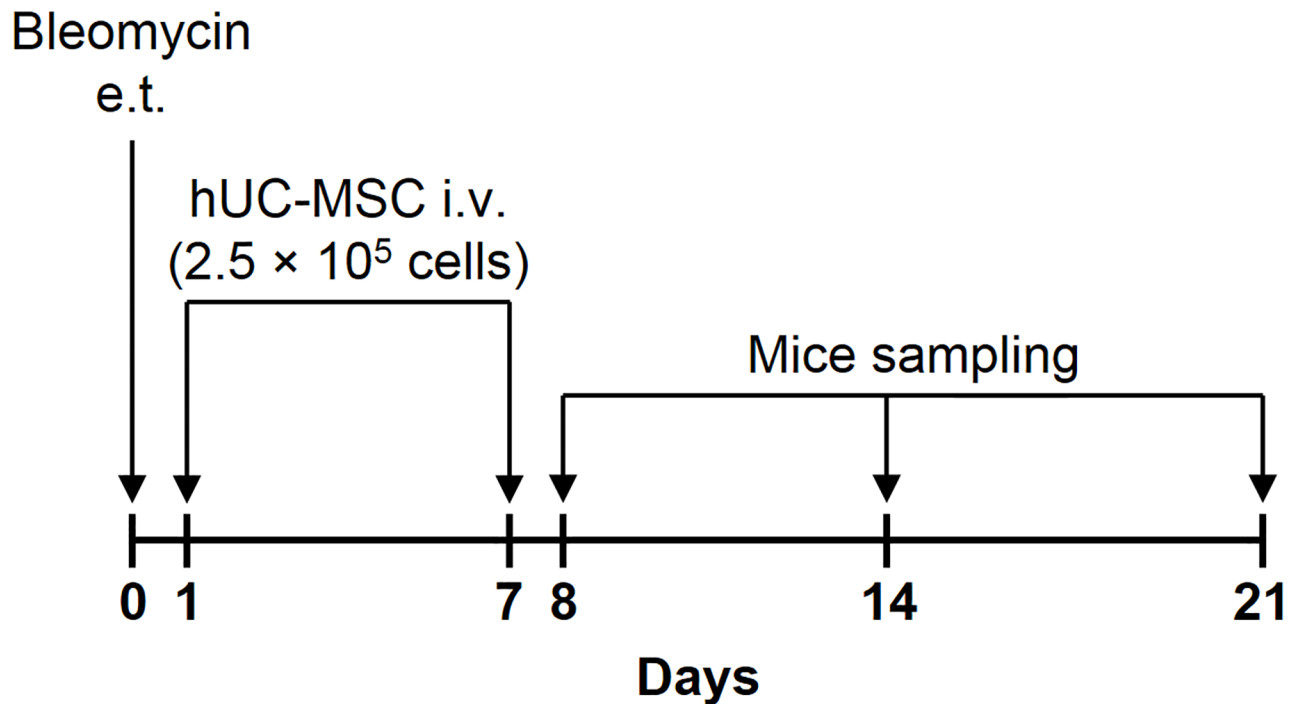 Bleomycin
e.t.
hUC-MSC i.v.
(2.5 × 10⁵ cells)
Mice sampling
0 1 7 8 14 21
Days